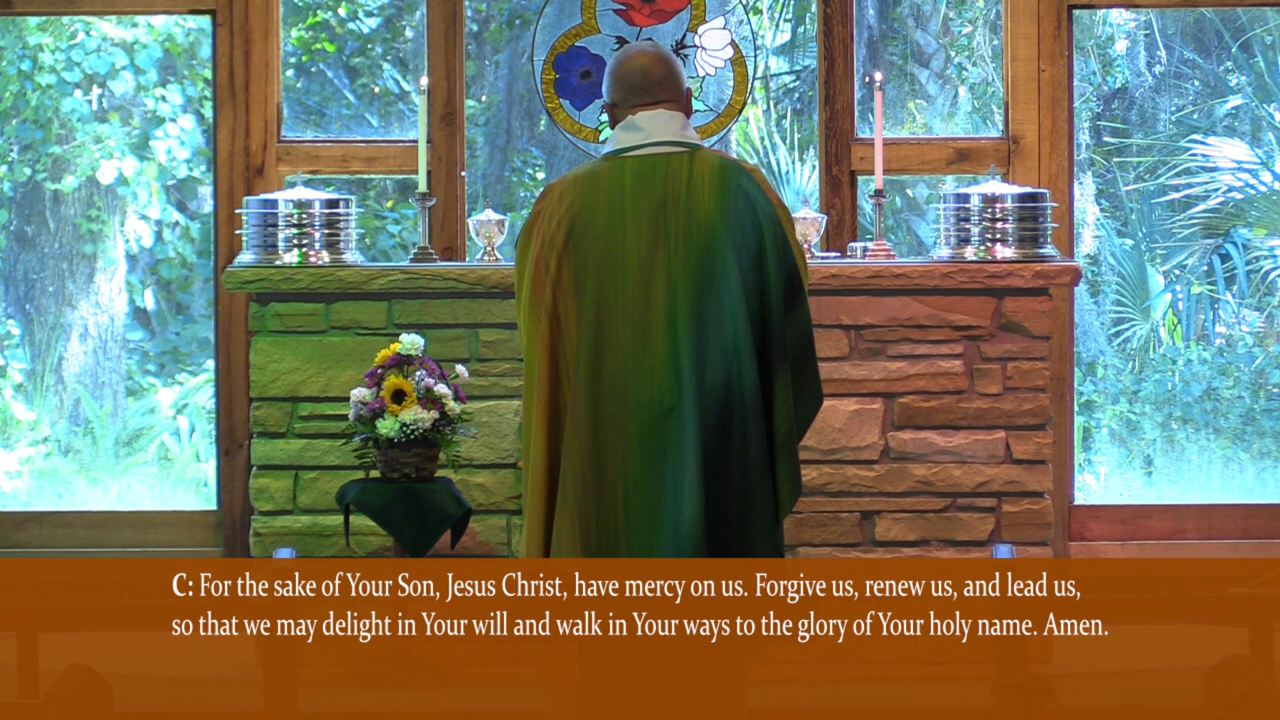 C: For the sake of Your Son, Jesus Christ, have mercy on us. Forgive us, renew us, and lead us,
so that we may delight in Your will and walk in Your ways to the glory of Your holy name. Amen.